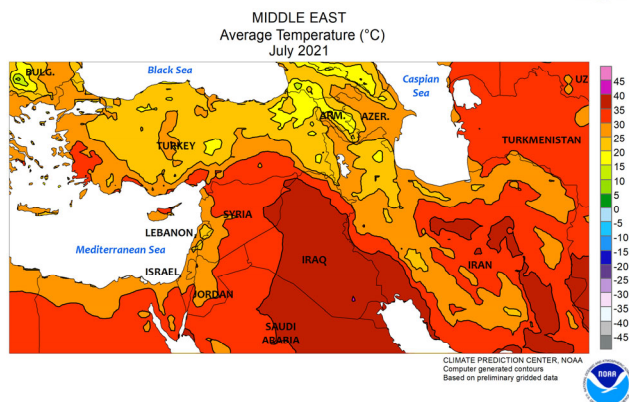 MIDDLE EAST
Average Temperature (°C)
July 2021
BULG.
Black Sea
Caspian
Sea
UZ
ARM.
AZER.
TURKEY
TURKMENISTAN
SYRIA
LEBANON
Mediterranean Sea
ISRAEL
IRAQ
IRAN
JORDAN
SAUDI
ARABIA
45
40
35
30
25
20
15
10
5
0
-5
-10
-15
-20
-25
-30
-35
-40
-45
CLIMATE PREDICTION CENTER, NOAA
Computer generated contours
Based on preliminary gridded data
NOAA